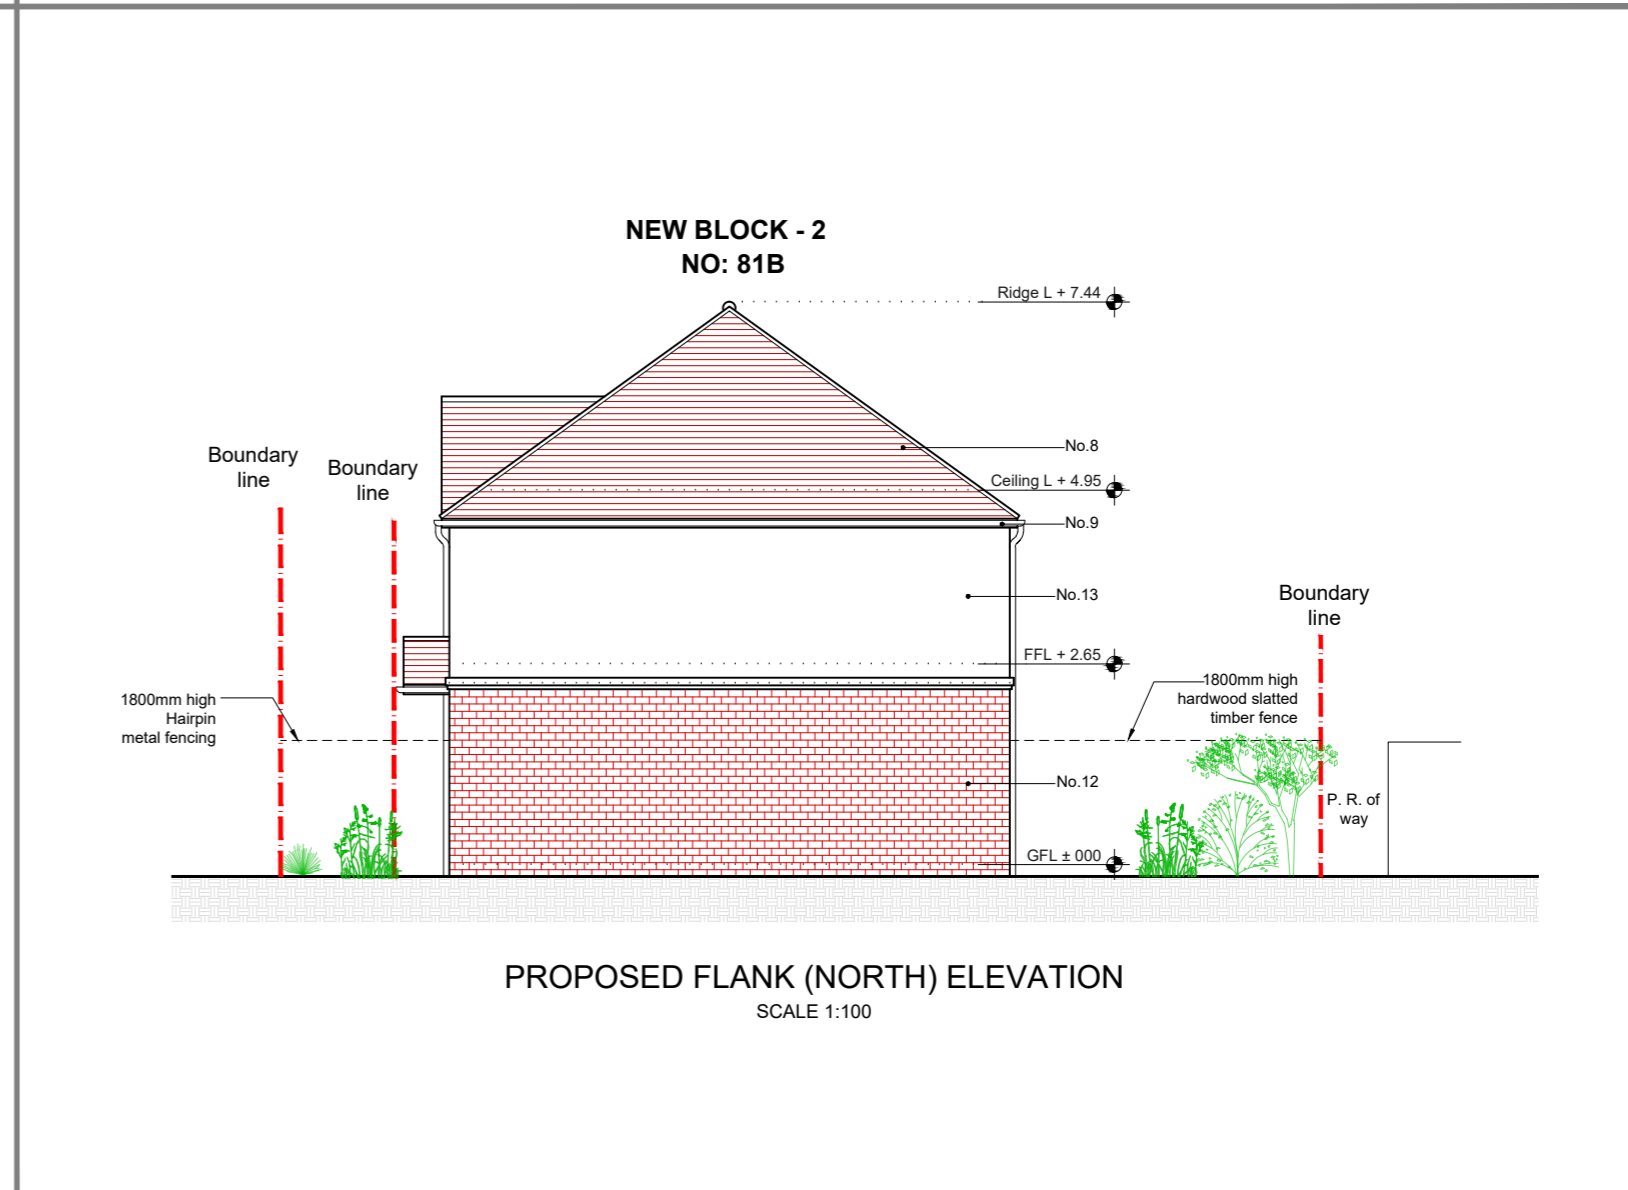 NEW BLOCK - 2
NO: 81B
Ridge L + 7.44
No.8
Boundary
line
Boundary
line
Ceiling L + 4.95
No.9
No.13
Boundary
line
FFL + 2.65
1800mm high
Hairpin
metal fencing
1800mm high
hardwood slatted
timber fence
No.12
P. R. of
way
GFL ± 000
PROPOSED FLANK (NORTH) ELEVATION
SCALE 1:100